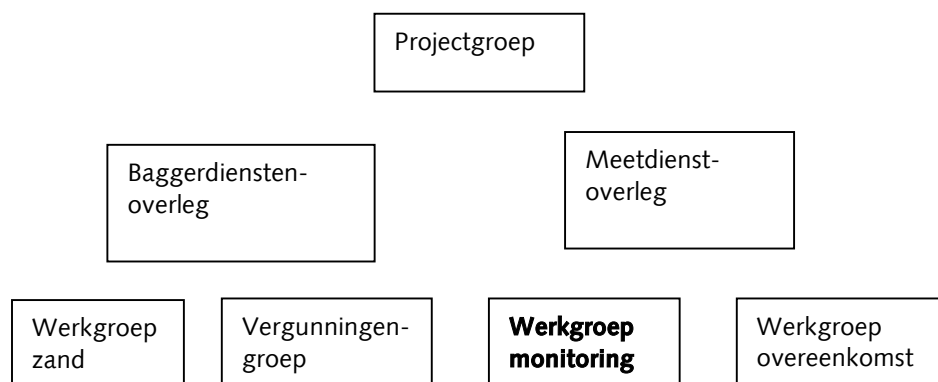 Projectgroep
Baggerdiensten-
overleg
Meetdienst-
overleg
Werkgroep
zand
Vergunningen-
groep
Werkgroep
monitoring
Werkgroep
overeenkomst